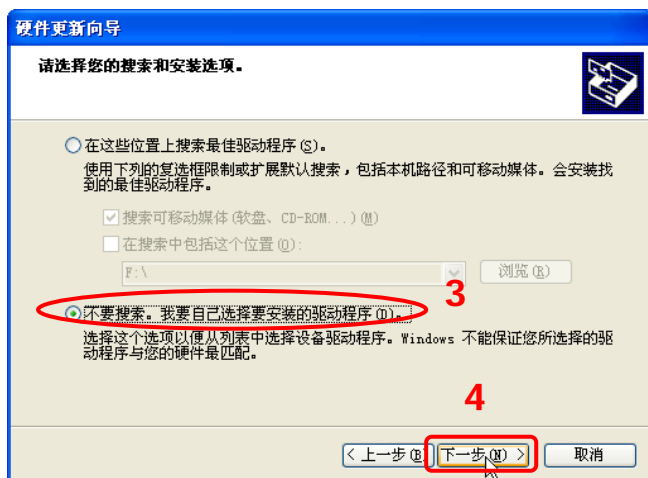 硬件更新向导
请选择您的搜索和安装选项。
在这些位置上搜索最佳驱动程序(S)。
使用下列的复选框限制或扩展默认搜索，包括本机路径和可移动媒体。会安装找
到的最佳驱动程序。
搜索可移动媒体(软盘、CD-ROM...)(M)
在搜索中包括这个位置(O):
F:\
浏览(R)
3
不要搜索。我要自己选择要安装的驱动程序(D)。
选择这个选项以便从列表中选择设备驱动程序。Windows 不能保证您所选择的驱
动程序与您的硬件最匹配。
4
< 上一步(B) 下一步(N) > 取消